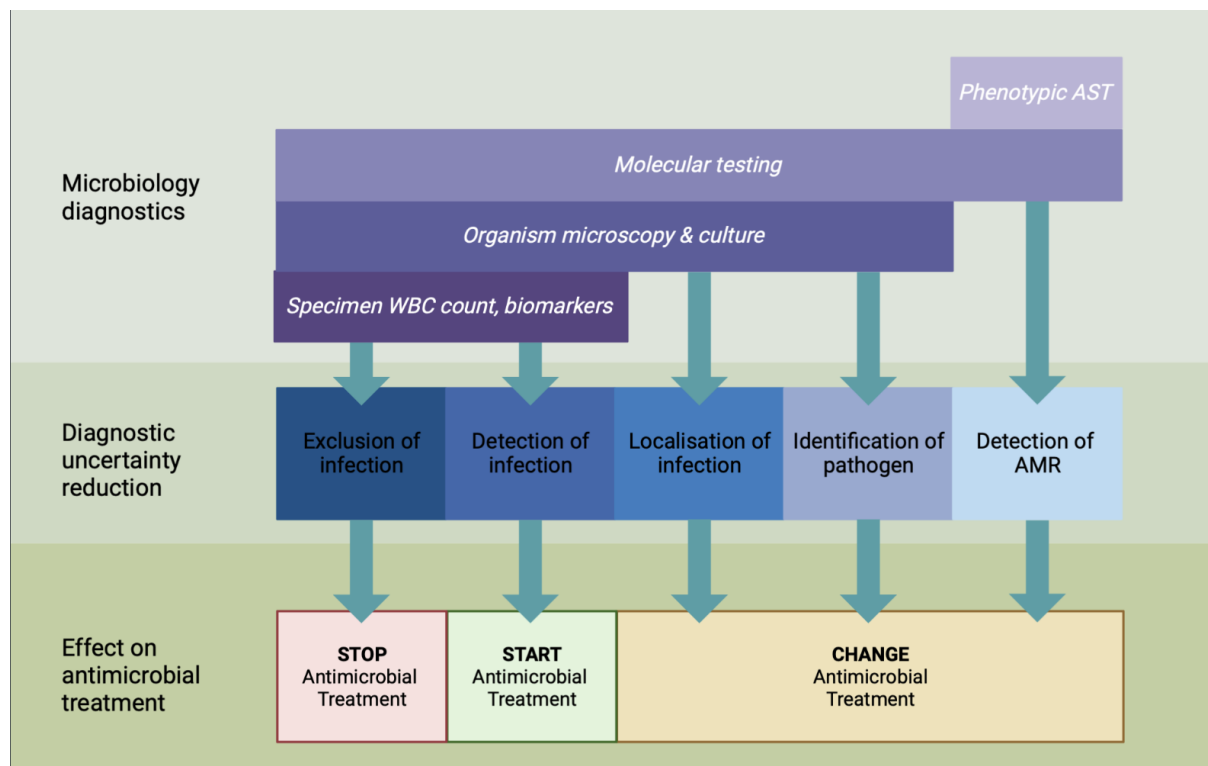 Phenotypic AST
Molecular testing
Microbiology
diagnostics
Organism microscopy & culture
Specimen WBC count, biomarkers
Diagnostic
uncertainty
reduction
Exclusion of
infection
Detection of
infection
Localisation of
infection
Identification of
pathogen
Detection of
AMR
Effect on
antimicrobial
treatment
STOP
Antimicrobial
Treatment
START
Antimicrobial
Treatment
CHANGE
Antimicrobial
Treatment